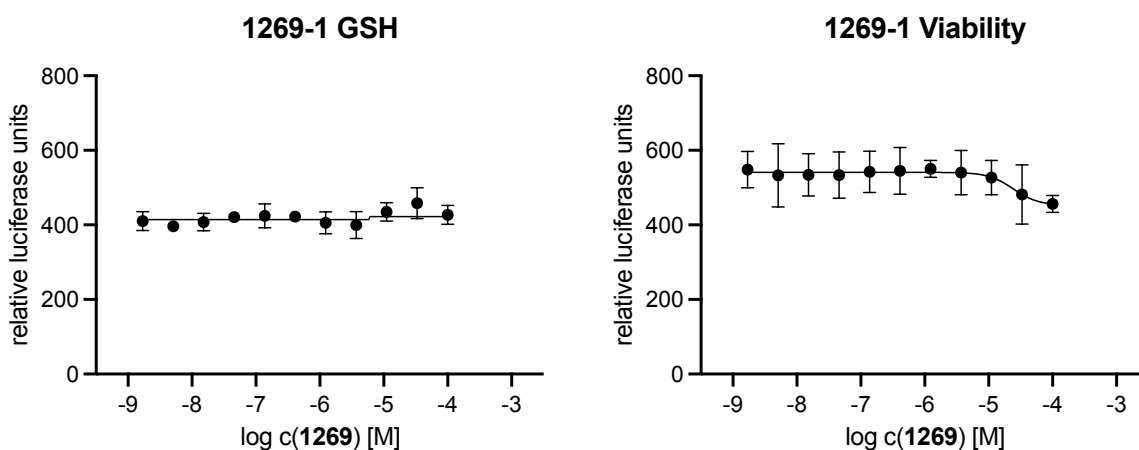 1269-1 GSH
800
600
400
200
0
relative luciferase units
-9 -8 -7 -6 -5 -4 -3
log c(1269) [M]
1269-1 Viability
800
600
400
200
0
relative luciferase units
-9 -8 -7 -6 -5 -4 -3
log c(1269) [M]